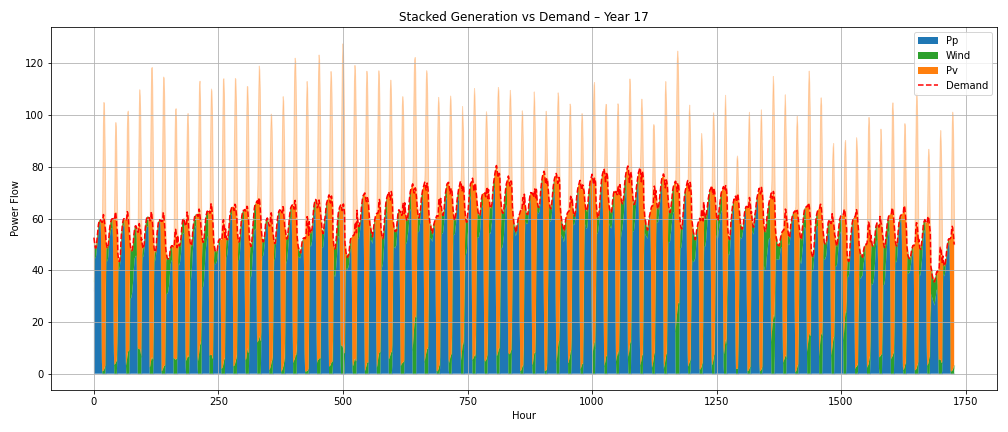 Stacked Generation vs Demand – Year 17
Power Flow
120
100
80
60
40
20
0
Pp
Wind
Pv
Demand
0
250
500
750
1000
1250
1500
1750
Hour